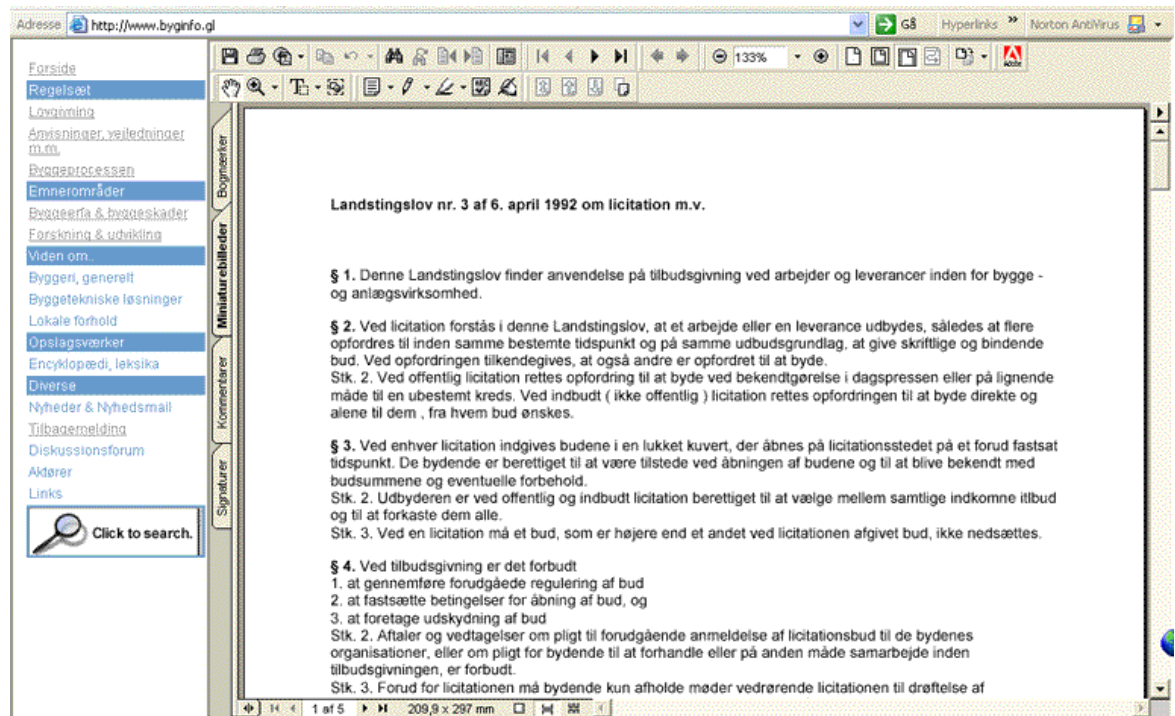 Adresse http://www.byginfo.gl Gå Hyperlinks » Norton AntiVirus
Forside
Regelsæt
Lovgivning
Anvisninger, vejledninger
m.m.
Byggeprocessen
Emnerområder
Byggeerfa & byggeskader
Forskning & udvikling
Viden om..
Byggeri, generelt
Byggetekniske løsninger
Lokale forhold
Opslagsværker
Encyklopædi, leksika
Diverse
Nyheder & Nyhedsmail
Tilbagemelding
Diskussionsforum
Aktører
Links
Click to search.
133%
Adobe
Bogmærker
Miniaturebilleder
Kommentarer
Signaturer
Landstingslov nr. 3 af 6. april 1992 om licitation m.v.
§ 1. Denne Landstingslov finder anvendelse på tilbudsgivning ved arbejder og leverancer inden for bygge -
og anlægsvirksomhed.
§ 2. Ved licitation forstås i denne Landstingslov, at et arbejde eller en leverance udbydes, således at flere
opfordres til inden samme bestemte tidspunkt og på samme udbudsgrundlag, at give skriftlige og bindende
bud. Ved opfordringen tilkendegives, at også andre er opfordret til at byde.
Stk. 2. Ved offentlig licitation rettes opfordring til at byde ved bekendtgørelse i dagspressen eller på lignende
måde til en ubestemt kreds. Ved indbudt ( ikke offentlig ) licitation rettes opfordringen til at byde direkte og
alene til dem , fra hvem bud ønskes.
§ 3. Ved enhver licitation indgives budene i en lukket kuvert, der åbnes på licitationsstedet på et forud fastsat
tidspunkt. De bydende er berettiget til at være tilstede ved åbningen af budene og til at blive bekendt med
budsummene og eventuelle forbehold.
Stk. 2. Udbyderen er ved offentlig og indbudt licitation berettiget til at vælge mellem samtlige indkomne itlbud
og til at forkaste dem alle.
Stk. 3. Ved en licitation må et bud, som er højere end et andet ved licitationen afgivet bud, ikke nedsættes.
§ 4. Ved tilbudsgivning er det forbudt
1. at gennemføre forudgåede regulering af bud
2. at fastsætte betingelser for åbning af bud, og
3. at foretage udskydning af bud
Stk. 2. Aftaler og vedtagelser om pligt til forudgående anmeldelse af licitationsbud til de bydenes
organisationer, eller om pligt for bydende til at forhandle eller på anden måde samarbejde inden
tilbudsgivningen, er forbudt.
Stk. 3. Forud for licitationen må bydende kun afholde møder vedrørende licitationen til drøftelse af
1 af 5 209,9 x 297 mm